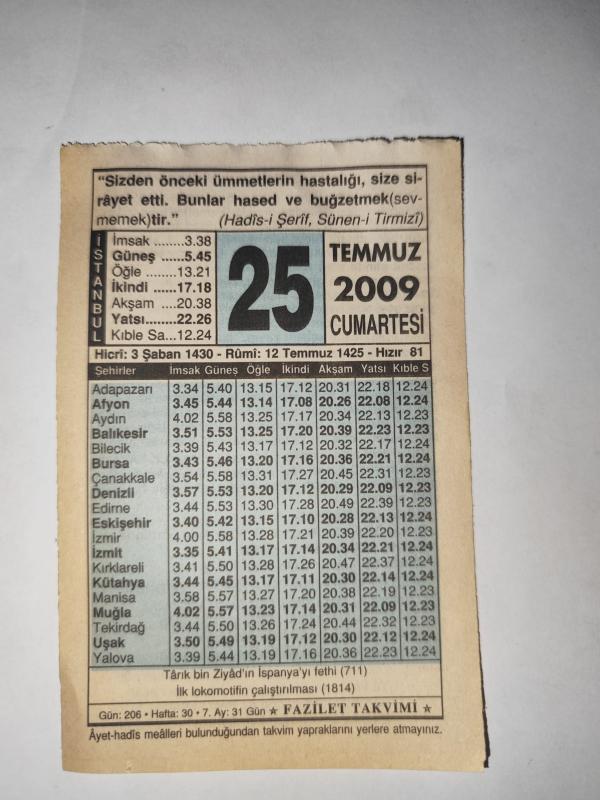 “Sizden önceki ümmetlerin hastalığı, size si-
râyet etti. Bunlar hased ve buğzetmek(sev-
memek)tir.” (Hadîs-i Şerîf, Sünen-i Tirmizî)
İSTANBUL
İmsak ........3.38
Güneş ......5.45
Öğle ........13.21
İkindi ......17.18
Akşam ....20.38
Yatsı........22.26
Kıble Sa...12.24
25
TEMMUZ
2009
CUMARTESİ
Hicrî: 3 Şaban 1430 - Rûmî: 12 Temmuz 1425 - Hızır 81
Şehirler İmsak Güneş Öğle İkindi Akşam Yatsı Kıble S
Adapazarı 3.34 5.40 13.15 17.12 20.31 22.18 12.24
Afyon 3.45 5.44 13.14 17.08 20.26 22.08 12.24
Aydın 4.02 5.58 13.25 17.17 20.34 22.13 12.23
Balıkesir 3.51 5.53 13.25 17.20 20.39 22.23 12.23
Bilecik 3.39 5.43 13.17 17.12 20.32 22.17 12.24
Bursa 3.43 5.46 13.20 17.16 20.36 22.21 12.24
Çanakkale 3.54 5.58 13.31 17.27 20.45 22.31 12.23
Denizli 3.57 5.53 13.20 17.12 20.29 22.09 12.23
Edirne 3.44 5.53 13.30 17.28 20.49 22.39 12.23
Eskişehir 3.40 5.42 13.15 17.10 20.28 22.13 12.24
İzmir 4.00 5.58 13.28 17.21 20.39 22.20 12.23
İzmit 3.35 5.41 13.17 17.14 20.34 22.21 12.24
Kırklareli 3.41 5.50 13.28 17.26 20.47 22.37 12.24
Kütahya 3.44 5.45 13.17 17.11 20.30 22.14 12.24
Manisa 3.58 5.57 13.27 17.20 20.38 22.19 12.23
Muğla 4.02 5.57 13.23 17.14 20.31 22.09 12.23
Tekirdağ 3.44 5.50 13.26 17.24 20.44 22.32 12.23
Uşak 3.50 5.49 13.19 17.12 20.30 22.12 12.24
Yalova 3.39 5.44 13.19 17.16 20.36 22.23 12.24
Târık bin Ziyâd'ın İspanya'yı fethi (711)
İlk lokomotifin çalıştırılması (1814)
Gün: 206 • Hafta: 30 • 7. Ay: 31 Gün ★ FAZİLET TAKVİMİ ★
Âyet-hadîs meâlleri bulunduğundan takvim yapraklarını yerlere atmayınız.